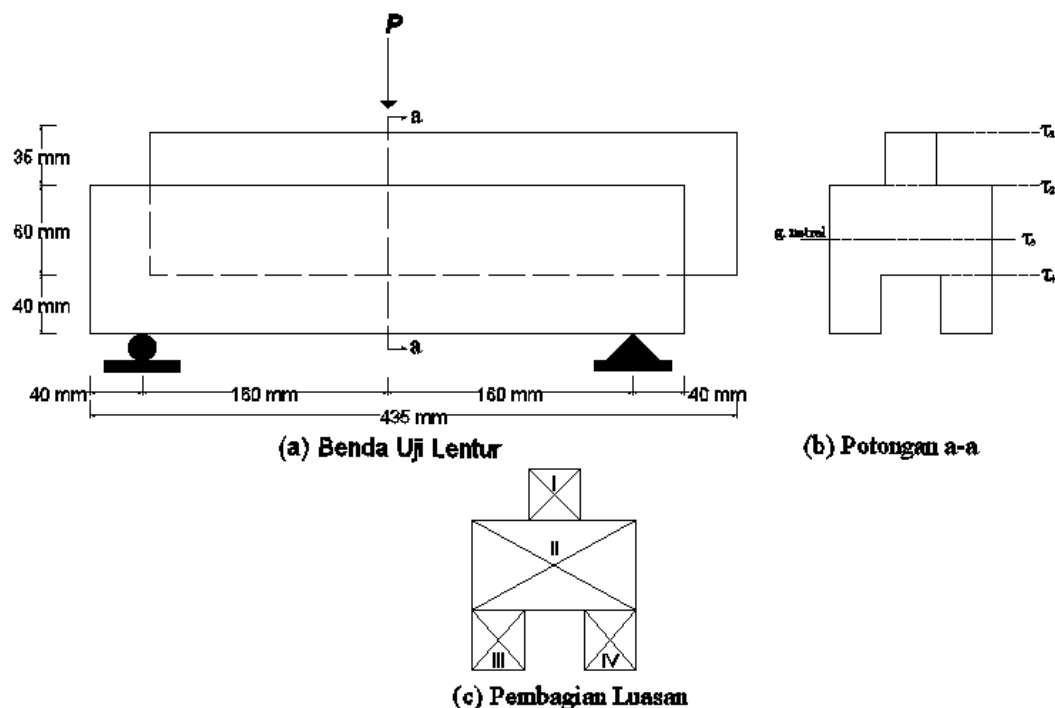 P
a
35 mm
60 mm
40 mm
a
40 mm
160 mm
160 mm
40 mm
435 mm
(a) Benda Uji Lentur
τ₁
τ₂
g. netral
τ₃
τ₄
(b) Potongan a-a
I
II
III
IV
(c) Pembagian Luasan